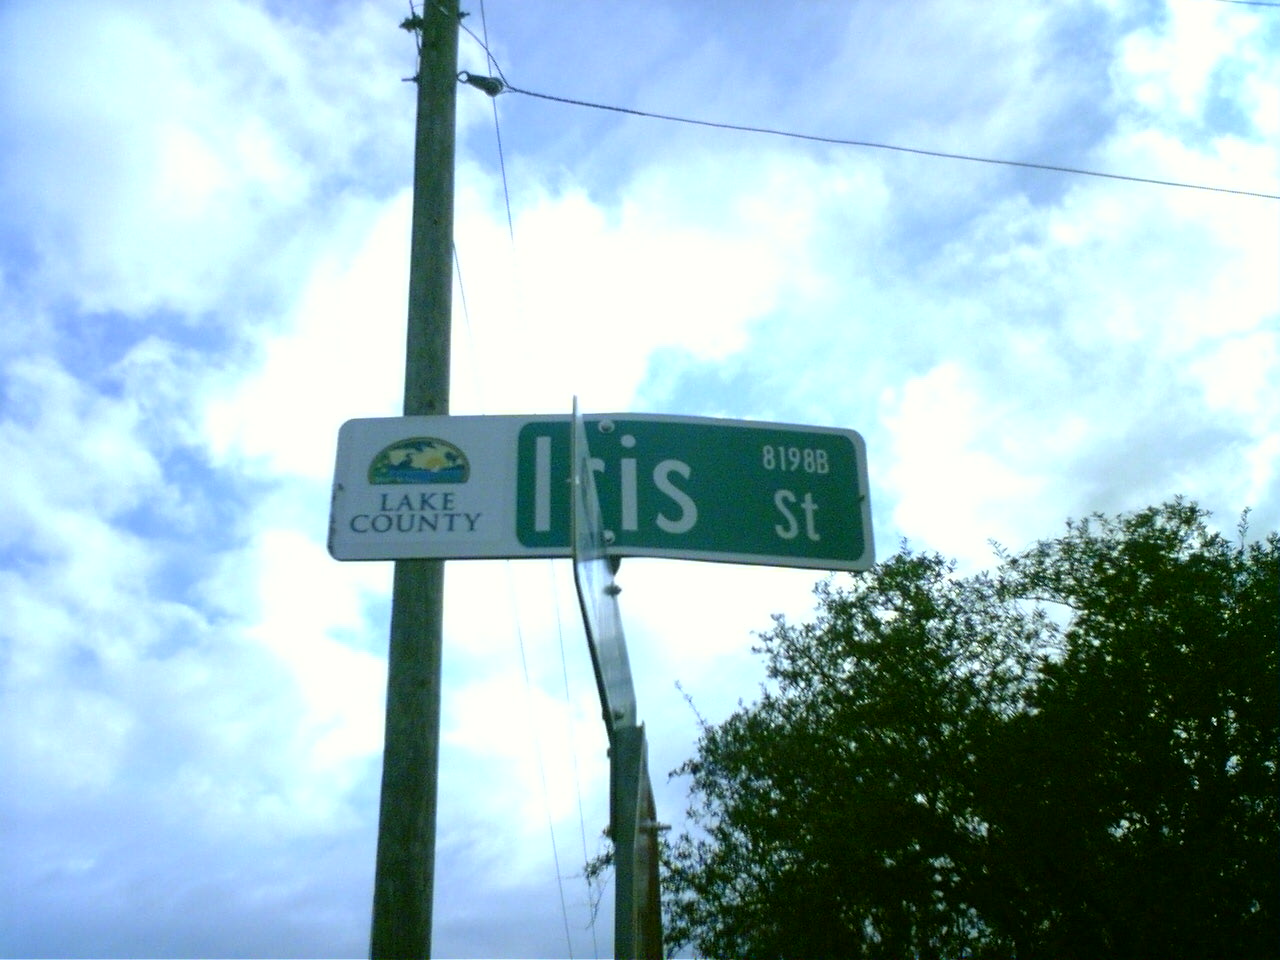 LAKE
COUNTY
Iris
8198B
St